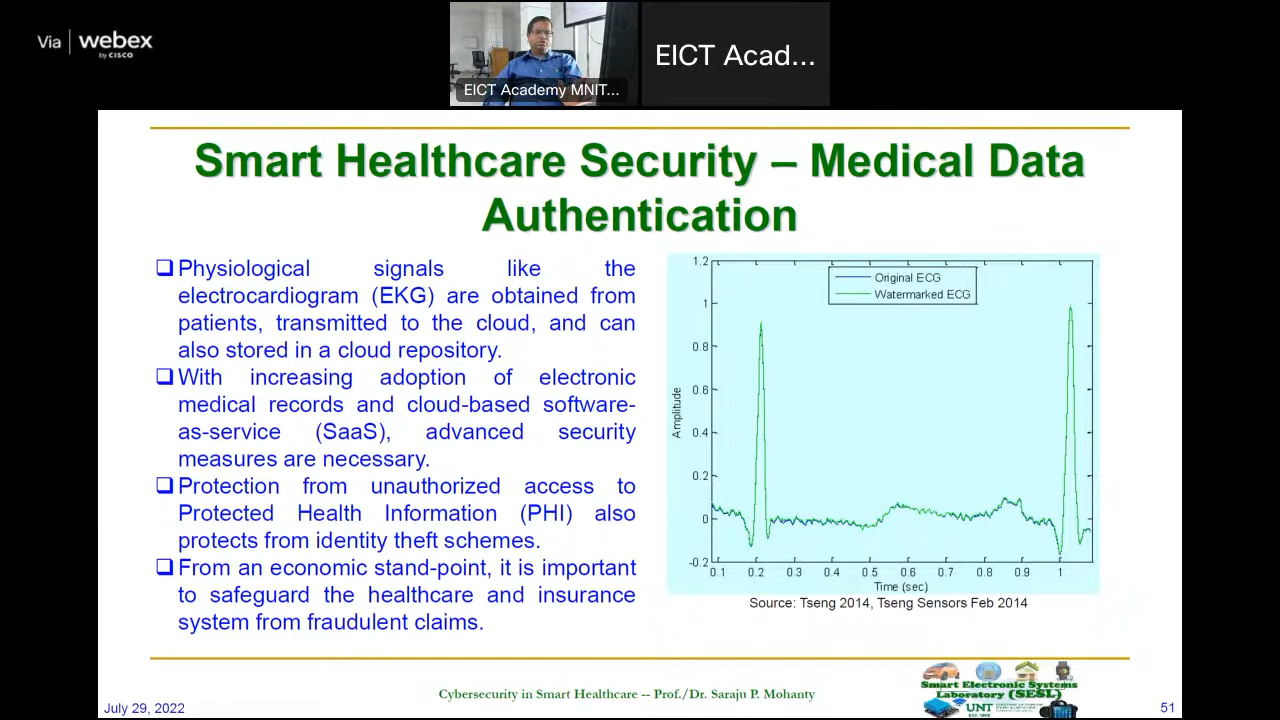 Via webex
by CISCO
EICT Academy MNIT...
EICT Acad...
Smart Healthcare Security – Medical Data
Authentication
Physiological signals like the
electrocardiogram (EKG) are obtained from
patients, transmitted to the cloud, and can
also stored in a cloud repository.
With increasing adoption of electronic
medical records and cloud-based software-
as-service (SaaS), advanced security
measures are necessary.
Protection from unauthorized access to
Protected Health Information (PHI) also
protects from identity theft schemes.
From an economic stand-point, it is important
to safeguard the healthcare and insurance
system from fraudulent claims.
Original ECG
Watermarked ECG
1.2
1
0.8
0.6
0.4
0.2
0
-0.2
Amplitude
0.1 0.2 0.3 0.4 0.5 0.6 0.7 0.8 0.9 1
Time (sec)
Source: Tseng 2014, Tseng Sensors Feb 2014
July 29, 2022
Cybersecurity in Smart Healthcare -- Prof./Dr. Saraju P. Mohanty
Smart Electronic Systems
Laboratory (SESL)
UNT
51